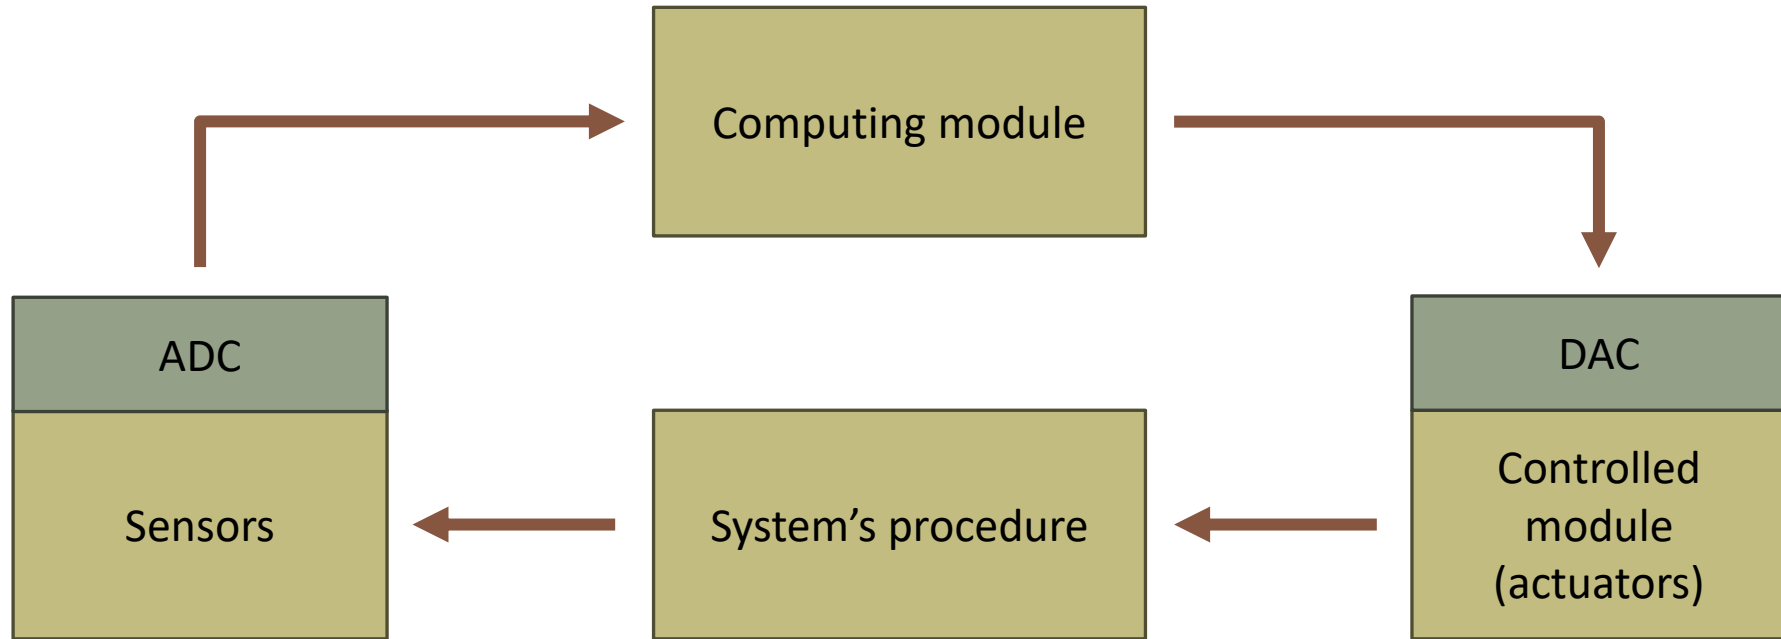 Computing module
ADC
DAC
Sensors
System’s procedure
Controlled
module
(actuators)